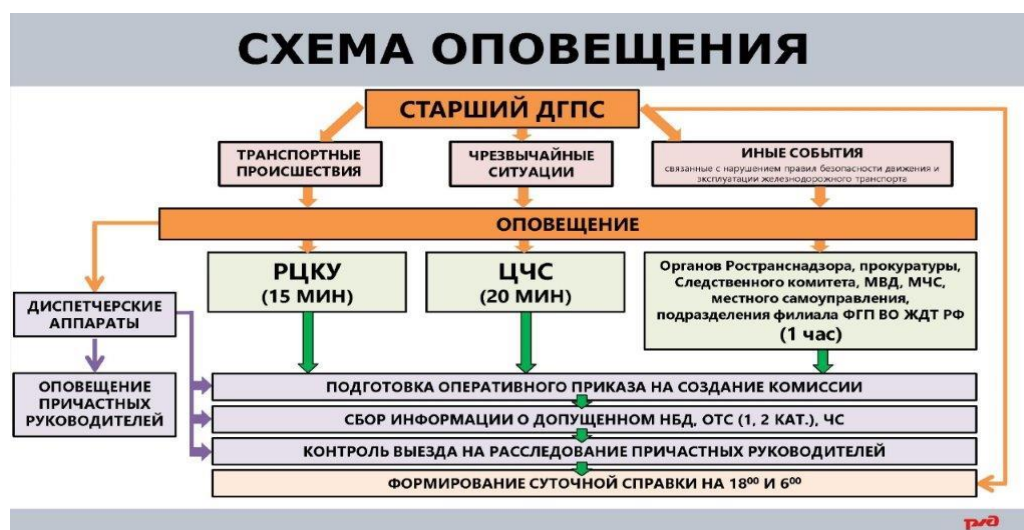 СХЕМА ОПОВЕЩЕНИЯ
СТАРШИЙ ДГПС
ТРАНСПОРТНЫЕ
ПРОИСШЕСТВИЯ
ЧРЕЗВЫЧАЙНЫЕ
СИТУАЦИИ
ИНЫЕ СОБЫТИЯ
связанные с нарушением правил безопасности движения и
эксплуатации железнодорожного транспорта
ОПОВЕЩЕНИЕ
РЦКУ
(15 МИН)
ЦЧС
(20 МИН)
Органов Ространснадзора, прокуратуры,
Следственного комитета, МВД, МЧС,
местного самоуправления,
подразделения филиала ФГП ВО ЖДТ РФ
(1 час)
ДИСПЕТЧЕРСКИЕ
АППАРАТЫ
ОПОВЕЩЕНИЕ
ПРИЧАСТНЫХ
РУКОВОДИТЕЛЕЙ
ПОДГОТОВКА ОПЕРАТИВНОГО ПРИКАЗА НА СОЗДАНИЕ КОМИССИИ
СБОР ИНФОРМАЦИИ О ДОПУЩЕННОМ НБД, ОТС (1, 2 КАТ.), ЧС
КОНТРОЛЬ ВЫЕЗДА НА РАССЛЕДОВАНИЕ ПРИЧАСТНЫХ РУКОВОДИТЕЛЕЙ
ФОРМИРОВАНИЕ СУТОЧНОЙ СПРАВКИ НА 18⁰⁰ И 6⁰⁰
ржд